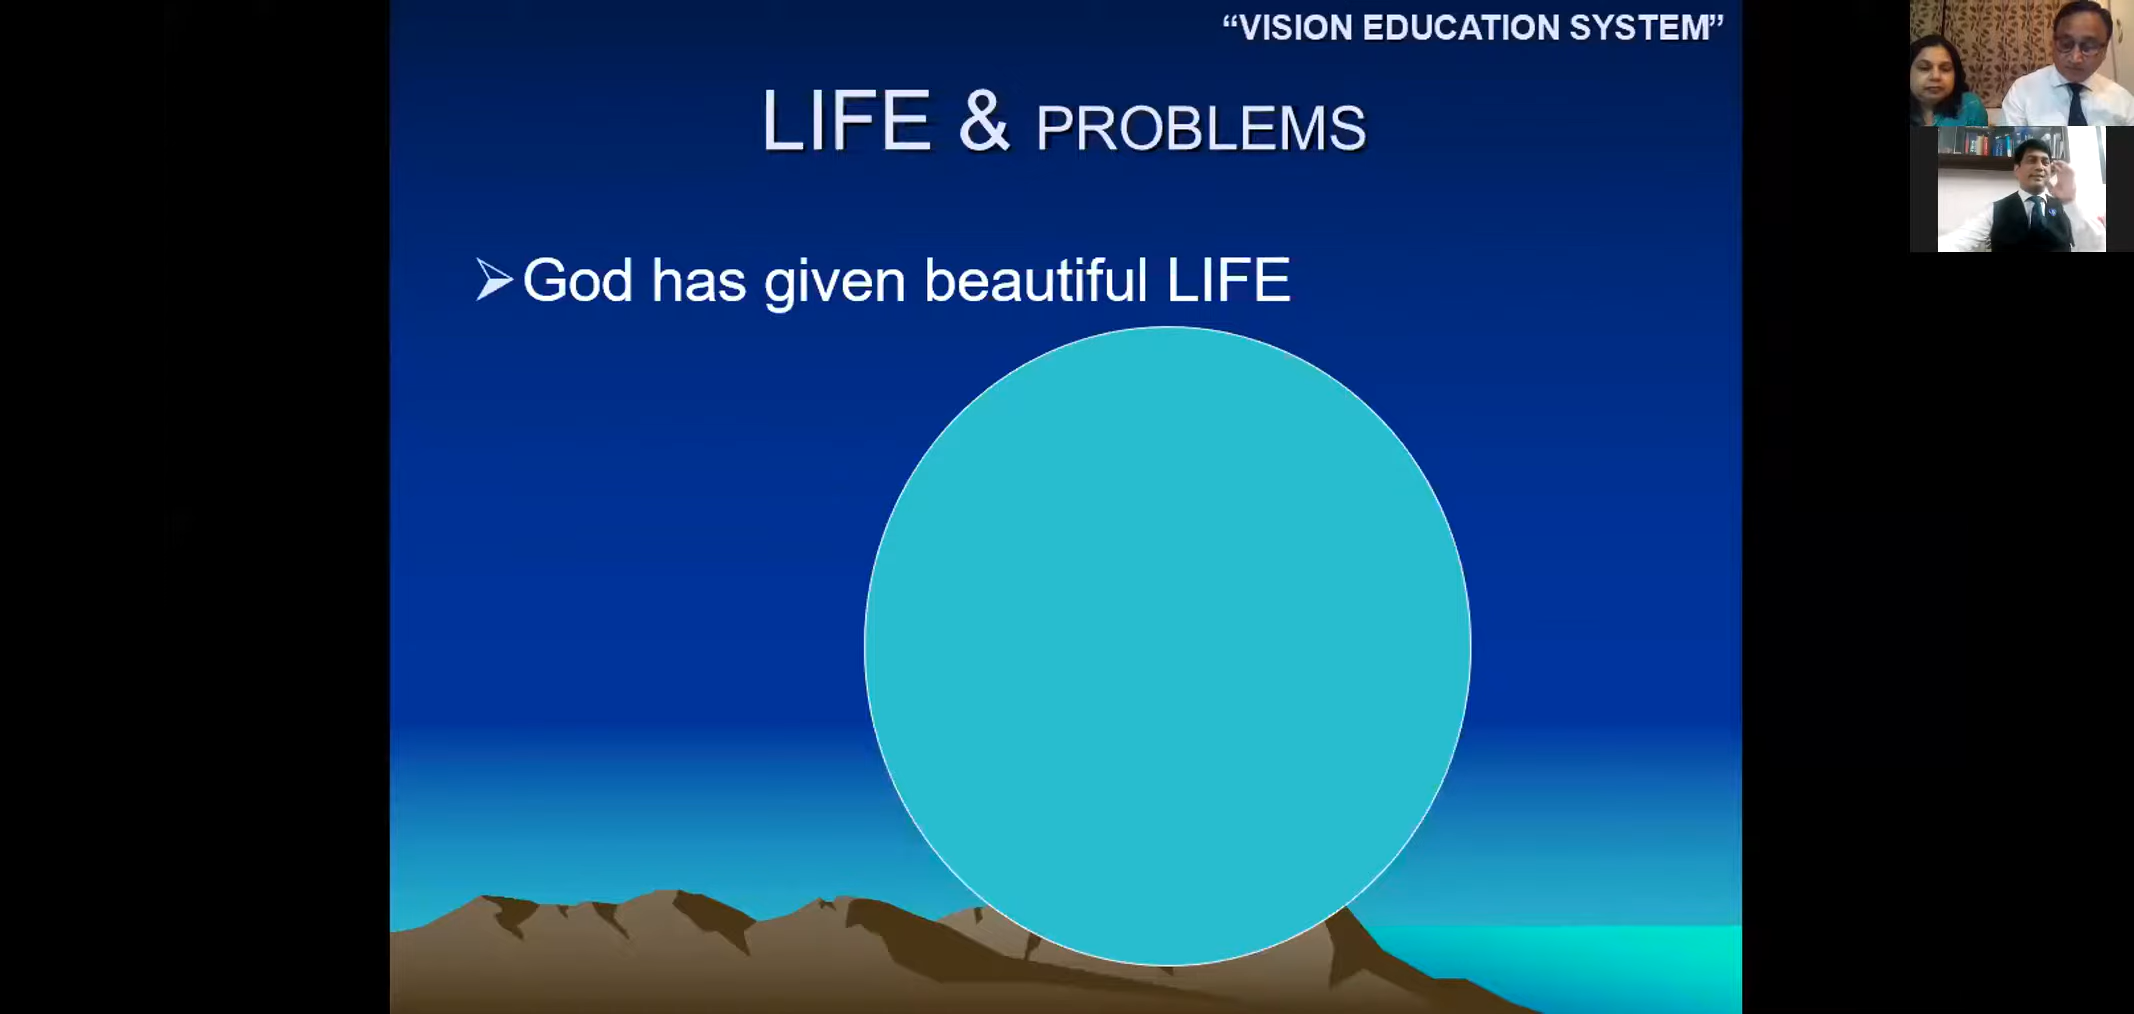 “VISION EDUCATION SYSTEM”
LIFE & PROBLEMS
God has given beautiful LIFE